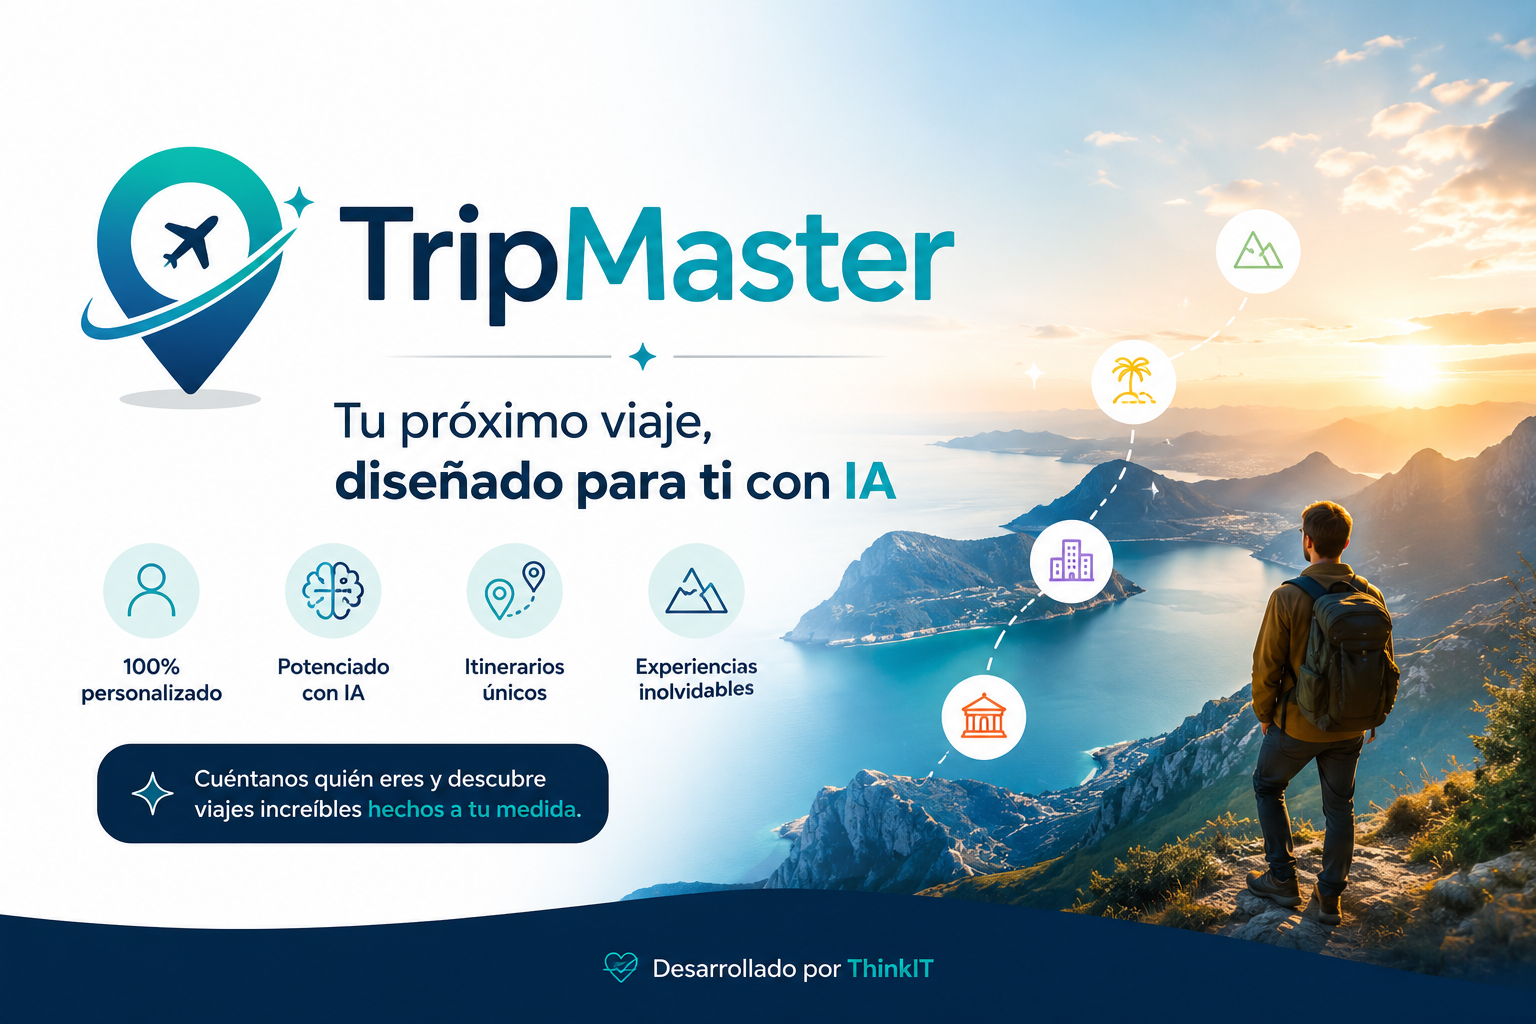 TripMaster
Tu próximo viaje,
diseñado para ti con IA
100%
personalizado
Potenciado
con IA
Itinerarios
únicos
Experiencias
inolvidables
Cuéntanos quién eres y descubre
viajes increíbles hechos a tu medida.
Desarrollado por ThinkIT